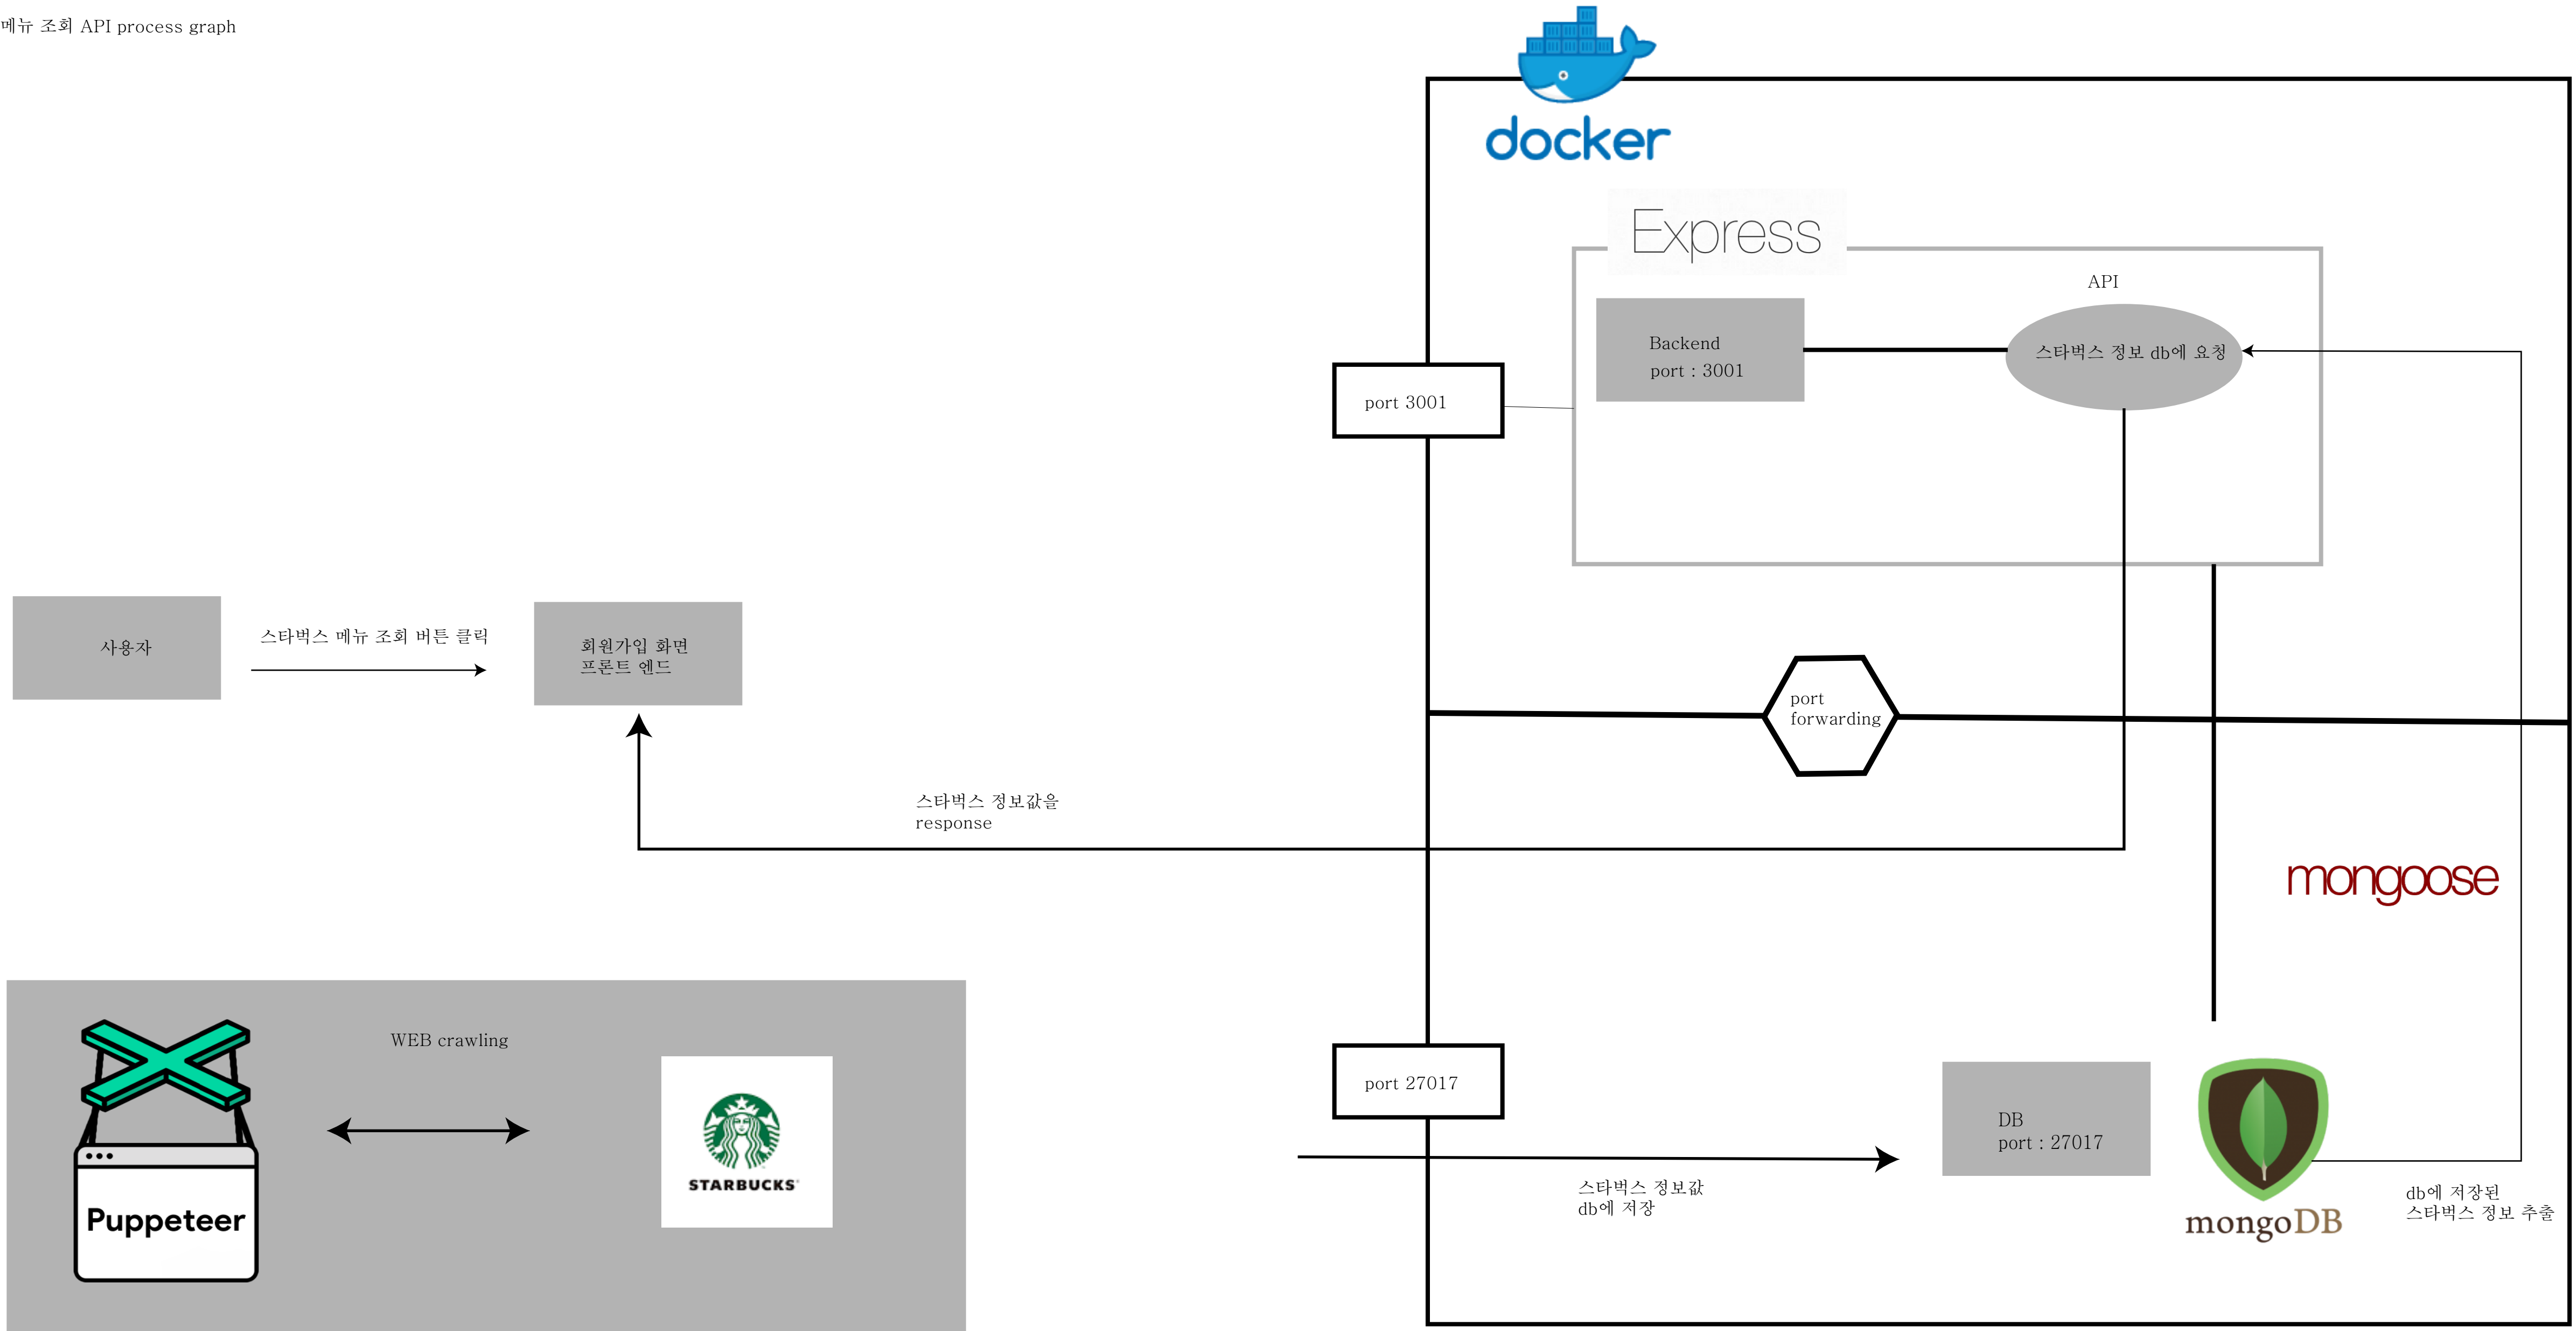 메뉴 조회 API process graph
docker
Express
API
Backend
port : 3001
스타벅스 정보 db에 요청
port 3001
사용자
스타벅스 메뉴 조회 버튼 클릭
회원가입 화면
프론트 엔드
port
forwarding
스타벅스 정보값을
response
mongoose
WEB crawling
Puppeteer
STARBUCKS
port 27017
DB
port : 27017
스타벅스 정보값
db에 저장
mongoDB
db에 저장된
스타벅스 정보 추출